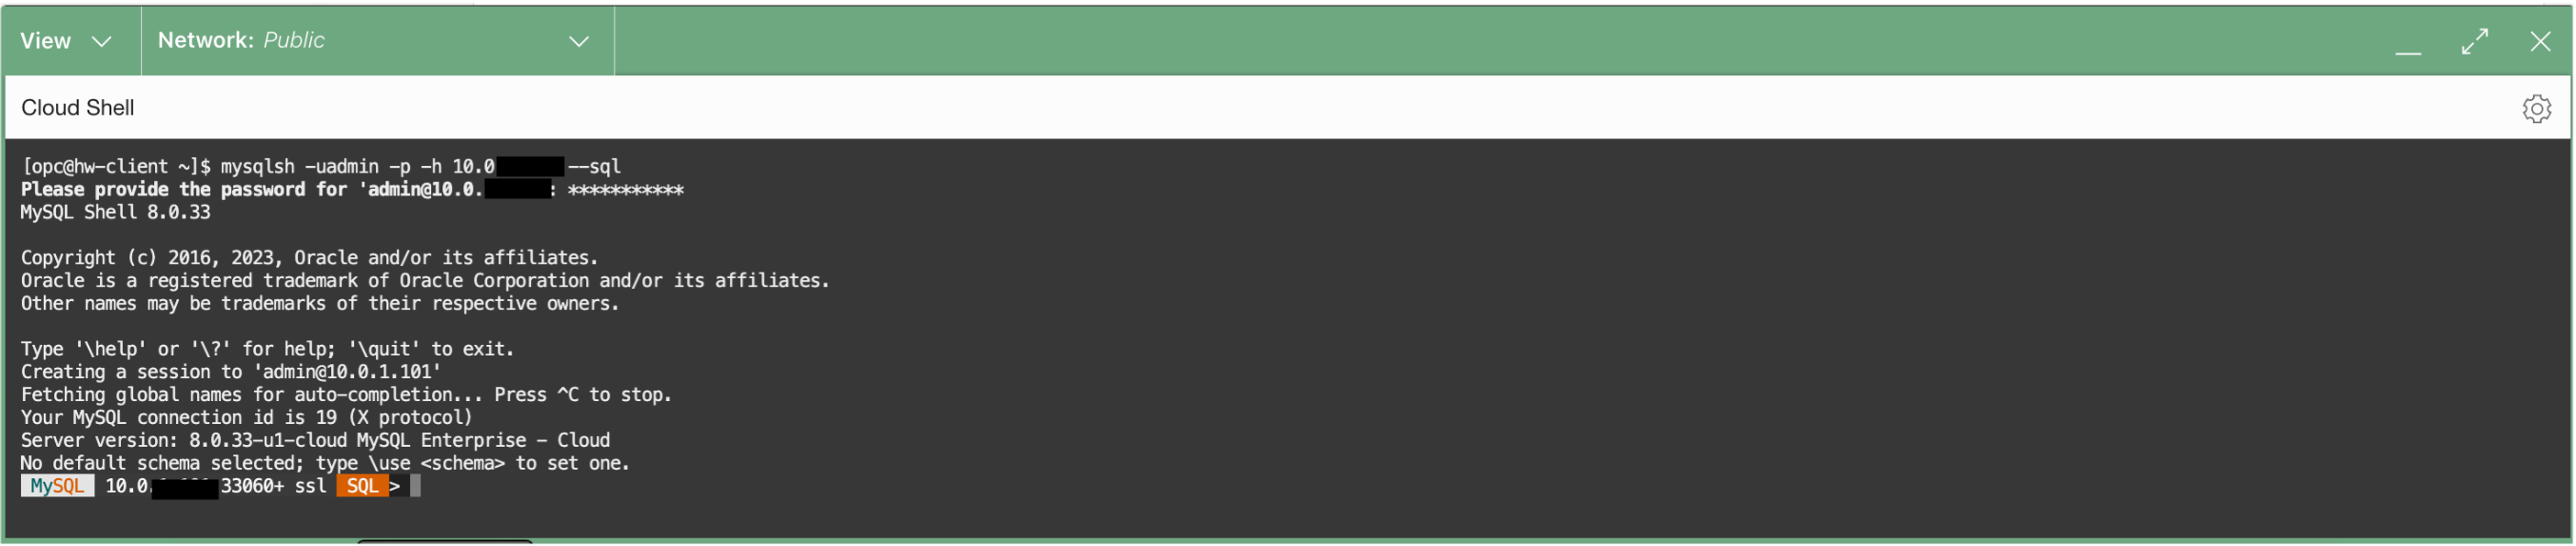 View
Network: Public
Cloud Shell
[opc@hw-client ~]$ mysqlsh -uadmin -p -h 10.0 --sql
Please provide the password for 'admin@10.0. : ***********
MySQL Shell 8.0.33
Copyright (c) 2016, 2023, Oracle and/or its affiliates.
Oracle is a registered trademark of Oracle Corporation and/or its affiliates.
Other names may be trademarks of their respective owners.
Type '\help' or '\?' for help; '\quit' to exit.
Creating a session to 'admin@10.0.1.101'
Fetching global names for auto-completion... Press ^C to stop.
Your MySQL connection id is 19 (X protocol)
Server version: 8.0.33-u1-cloud MySQL Enterprise - Cloud
No default schema selected; type \use <schema> to set one.
MySQL 10.0. 33060+ ssl SQL >